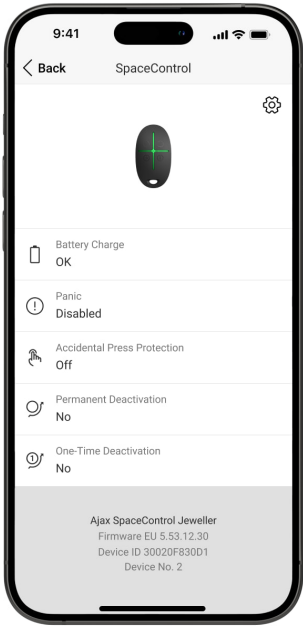 9:41
Back SpaceControl
Battery Charge
OK
Panic
Disabled
Accidental Press Protection
Off
Permanent Deactivation
No
One-Time Deactivation
No
Ajax SpaceControl Jeweller
Firmware EU 5.53.12.30
Device ID 30020F830D1
Device No. 2